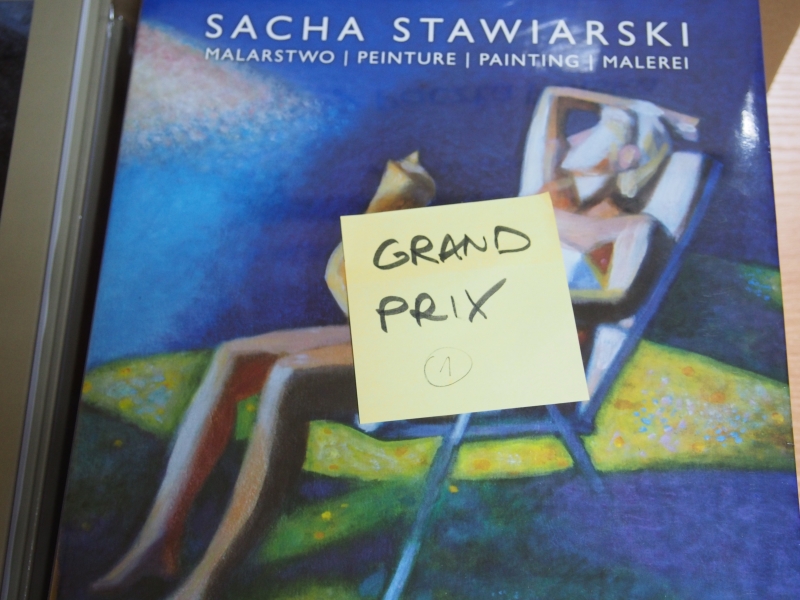 SACHA STAWIARSKI
MALARSTWO | PEINTURE | PAINTING | MALEREI
GRAND
PRIX
1